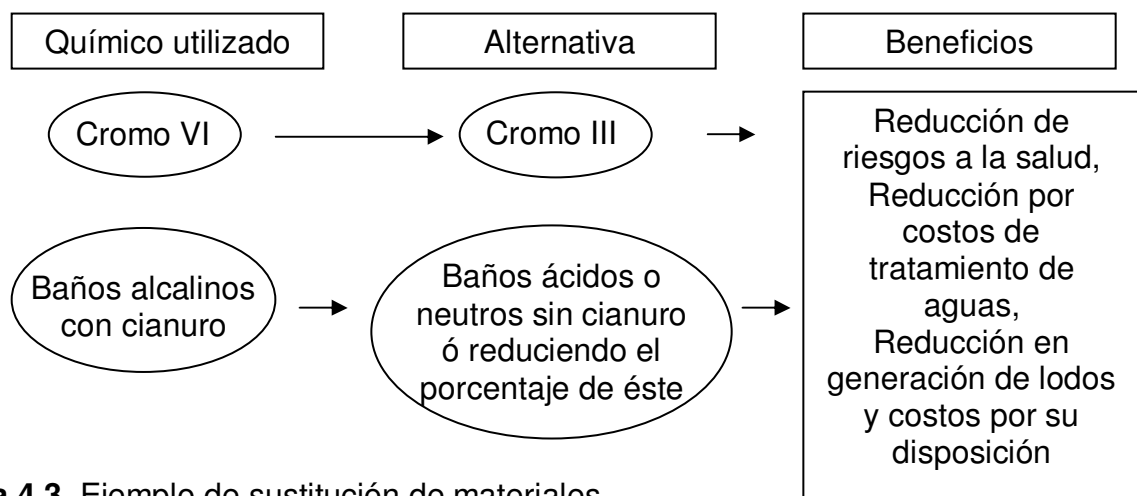 Químico utilizado
Alternativa
Beneficios
Cromo VI
Cromo III
Reducción de
riesgos a la salud,
Reducción por
costos de
tratamiento de
aguas,
Reducción en
generación de lodos
y costos por su
disposición
Baños alcalinos
con cianuro
Baños ácidos o
neutros sin cianuro
ó reduciendo el
porcentaje de éste
a 4.3. Ejemplo de sustitución de materiales